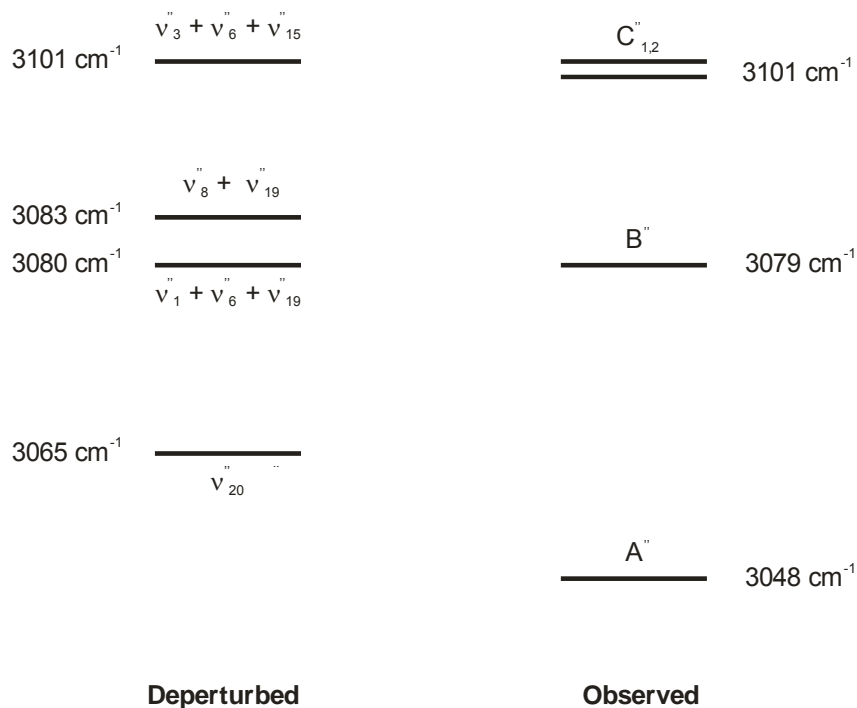 ν''3 + ν''6 + ν''15
3101 cm-1
C''1,2
3101 cm-1
ν''8 + ν''19
3083 cm-1
3080 cm-1
B''
3079 cm-1
ν''1 + ν''6 + ν''19
3065 cm-1
ν''20 ''
A''
3048 cm-1
Deperturbed
Observed